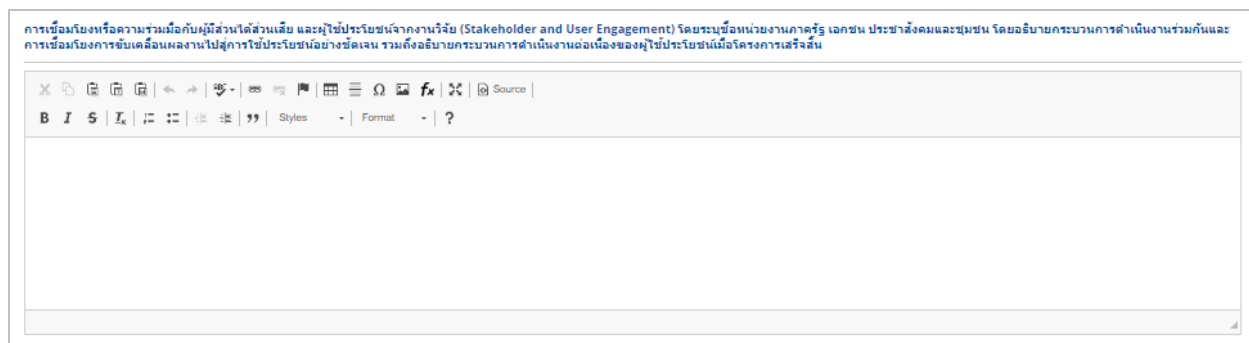 การเชื่อมโยงหรือความร่วมมือกับผู้มีส่วนได้ส่วนเสีย และผู้ใช้ประโยชน์จากงานวิจัย (Stakeholder and User Engagement) โดยระบุชื่อหน่วยงานภาครัฐ เอกชน ประชาสังคมและชุมชน โดยอธิบายกระบวนการดำเนินงานร่วมกันและ
การเชื่อมโยงการขับเคลื่อนผลงานไปสู่การใช้ประโยชน์อย่างชัดเจน รวมถึงอธิบายกระบวนการดำเนินงานต่อเนื่องของผู้ใช้ประโยชน์เมื่อโครงการเสร็จสิ้น
Source
Styles Format